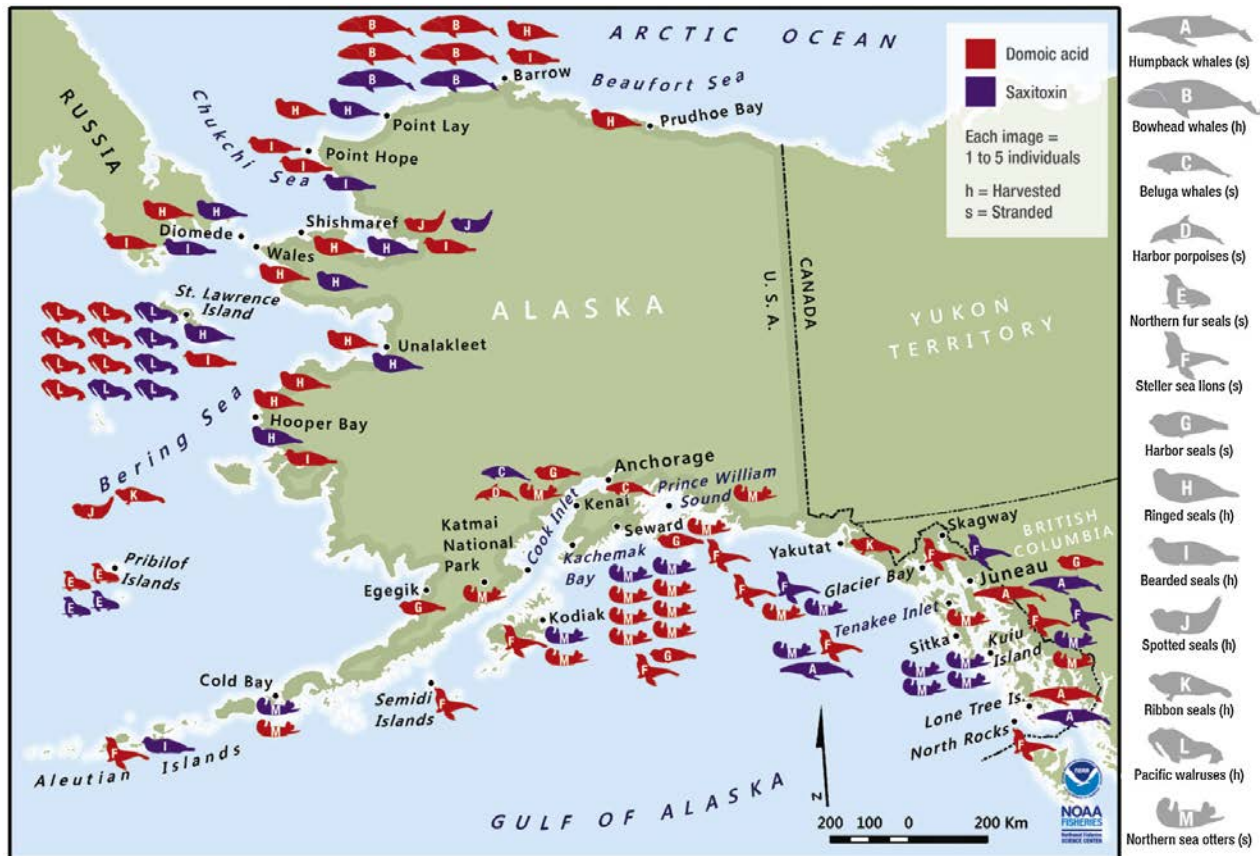 ARCTIC OCEAN
Beaufort Sea
Chukchi Sea
RUSSIA
Barrow
Prudhoe Bay
Point Lay
Point Hope
Shishmaref
Diomede
Wales
St. Lawrence
Island
ALASKA
U. S. A.
CANADA
YUKON
TERRITORY
Unalakleet
Bering Sea
Hooper Bay
Anchorage
Prince William
Sound
Kenai
Cook Inlet
Seward
Katmai
National
Park
Kachemak
Bay
Skagway
BRITISH
COLUMBIA
Yakutat
Glacier Bay
Juneau
Pribilof
Islands
Egegik
Kodiak
Tenakee Inlet
Sitka
Kuiu
Island
Cold Bay
Semidi
Islands
Lone Tree Is.
North Rocks
Aleutian Islands
GULF OF ALASKA
N
200 100 0 200 Km
Domoic acid
Saxitoxin
Each image =
1 to 5 individuals
h = Harvested
s = Stranded
NOAA
FISHERIES
A
Humpback whales (s)
B
Bowhead whales (h)
C
Beluga whales (s)
D
Harbor porpoises (s)
E
Northern fur seals (s)
F
Steller sea lions (s)
G
Harbor seals (s)
H
Ringed seals (h)
I
Bearded seals (h)
J
Spotted seals (h)
K
Ribbon seals (h)
L
Pacific walruses (h)
M
Northern sea otters (s)